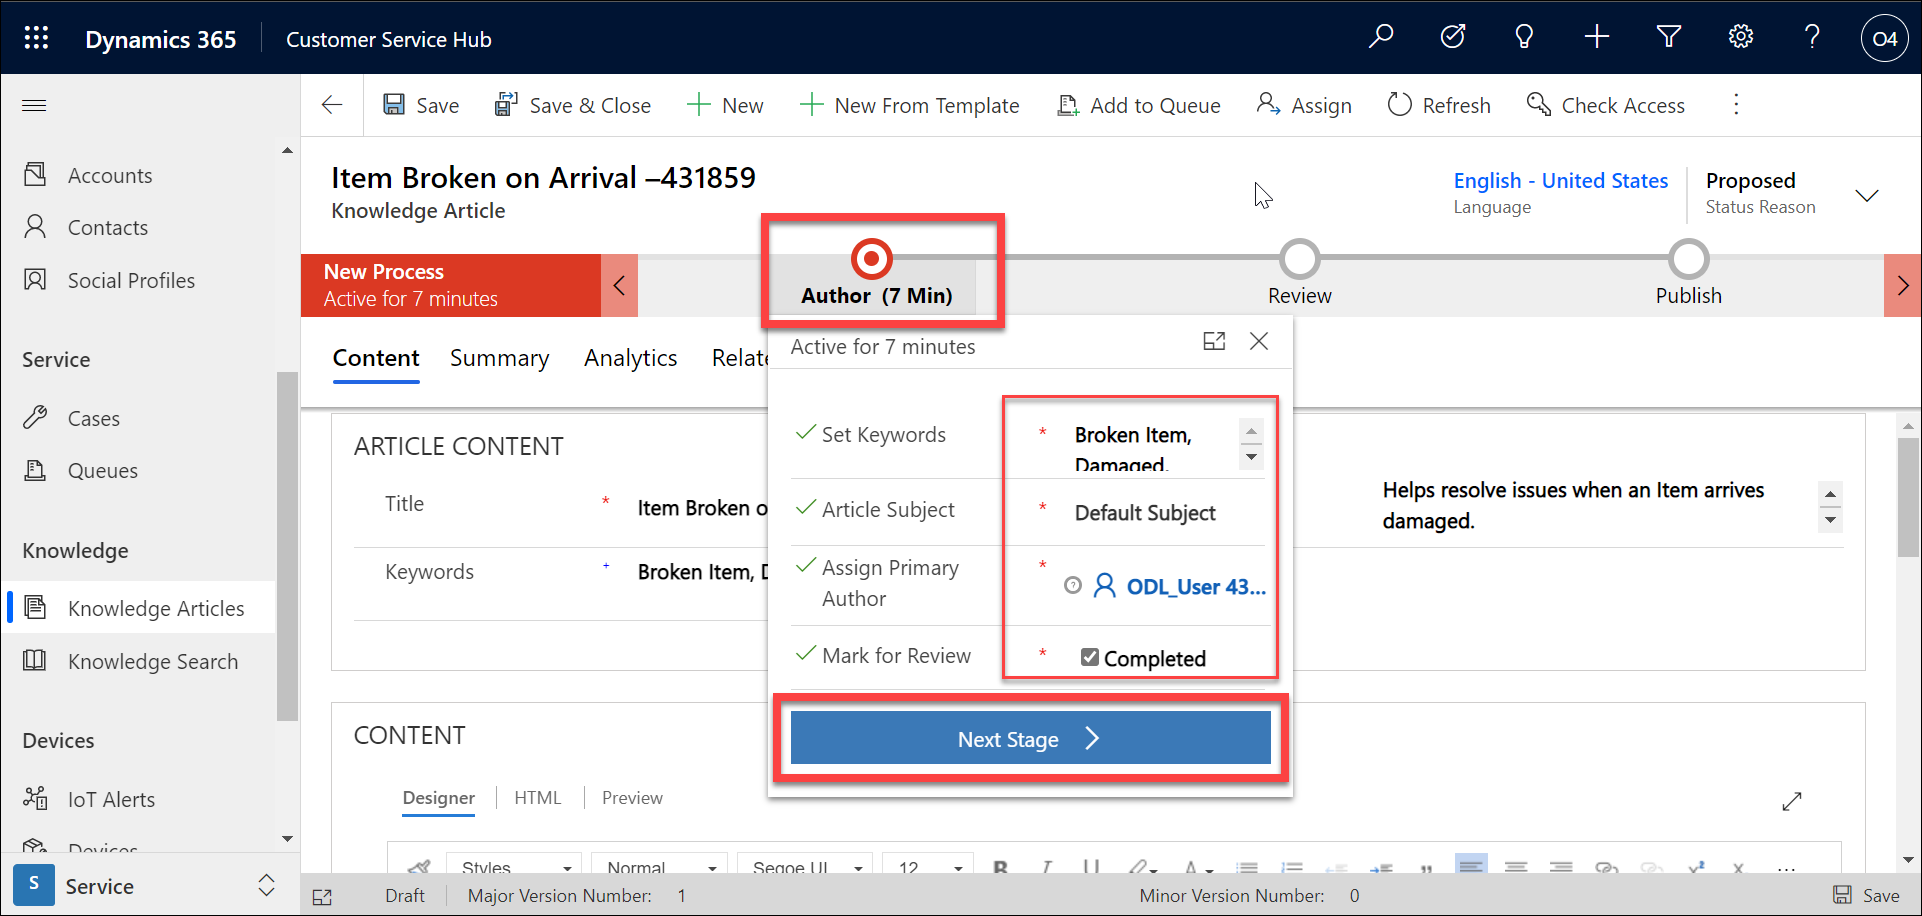 Dynamics 365
Customer Service Hub
O4
Save
Save & Close
New
New From Template
Add to Queue
Assign
Refresh
Check Access
Accounts
Contacts
Social Profiles
Service
Cases
Queues
Knowledge
Knowledge Articles
Knowledge Search
Devices
IoT Alerts
Devices
S
Service
Item Broken on Arrival –431859
Knowledge Article
English - United States
Language
Proposed
Status Reason
New Process
Active for 7 minutes
Author (7 Min)
Review
Publish
Content
Summary
Analytics
Relate
Active for 7 minutes
Set Keywords
*
Broken Item,
Damaged.
Article Subject
*
Default Subject
Assign Primary
Author
*
ODL_User 43...
Mark for Review
*
Completed
Next Stage
ARTICLE CONTENT
Title
*
Item Broken o
Helps resolve issues when an Item arrives
damaged.
Keywords
+
Broken Item, D
CONTENT
Designer
HTML
Preview
Styles
Normal
Segoe UI
12
B
I
U
Draft
Major Version Number: 1
Minor Version Number: 0
Save